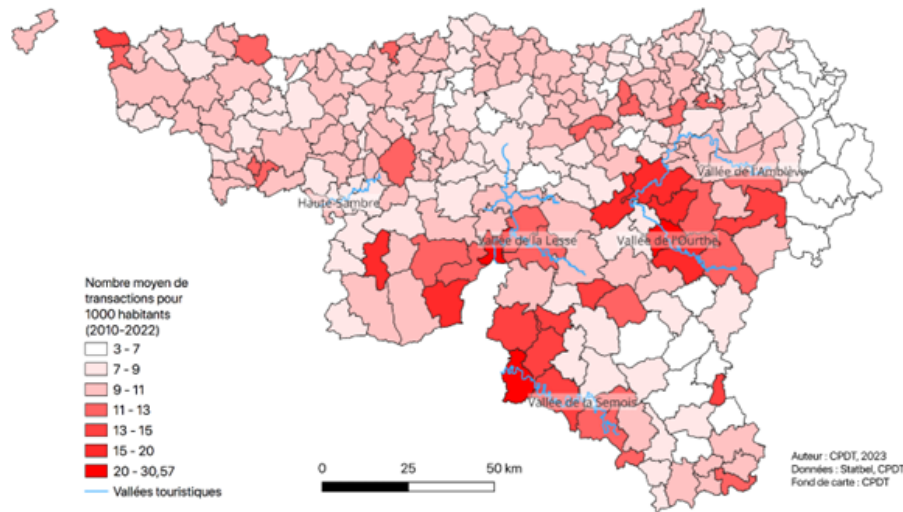 Vallée de l'Amblève
Haute Sambre
Vallée de la Lesse
Vallée de l'Ourthe
Nombre moyen de
transactions pour
1000 habitants
(2010-2022)
3 - 7
7 - 9
9 - 11
11 - 13
13 - 15
15 - 20
20 - 30,57
Vallées touristiques
Vallée de la Semois
0 25 50 km
Auteur : CPDT, 2023
Données : Statbel, CPDT
Fond de carte : CPDT